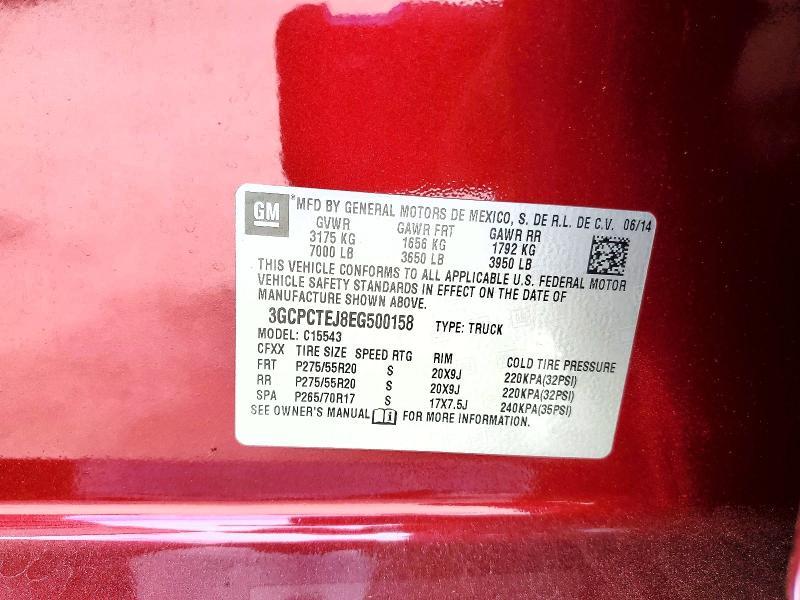 GM *MFD BY GENERAL MOTORS DE MEXICO, S. DE R.L. DE C.V. 06/14
GVWR GAWR FRT GAWR RR
3175 KG 1656 KG 1792 KG
7000 LB 3650 LB 3950 LB
THIS VEHICLE CONFORMS TO ALL APPLICABLE U.S. FEDERAL MOTOR
VEHICLE SAFETY STANDARDS IN EFFECT ON THE DATE OF
MANUFACTURE SHOWN ABOVE.
3GCPCTEJ8EG500158 TYPE: TRUCK
MODEL: C15543
CFXX TIRE SIZE SPEED RTG RIM COLD TIRE PRESSURE
FRT P275/55R20 S 20X9J 220KPA(32PSI)
RR P275/55R20 S 20X9J 220KPA(32PSI)
SPA P265/70R17 S 17X7.5J 240KPA(35PSI)
SEE OWNER'S MANUAL i FOR MORE INFORMATION.